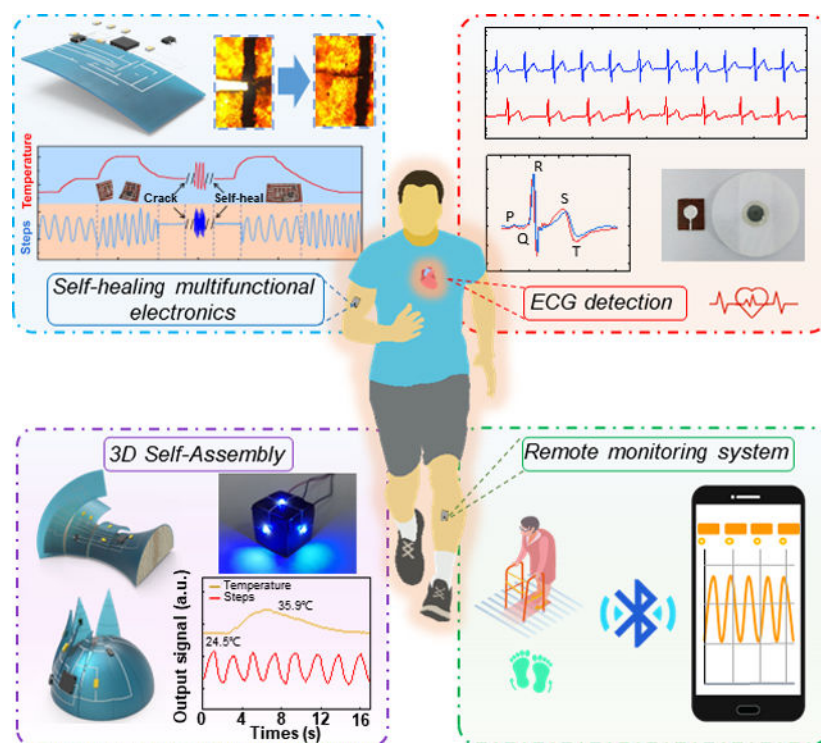 Temperature
Steps
Crack
Self-heal
Self-healing multifunctional
electronics
R
P
S
Q
T
ECG detection
3D Self-Assembly
Temperature
Steps
35.9℃
24.5℃
Output signal (a.u.)
0 4 8 12 16
Times (s)
Remote monitoring system